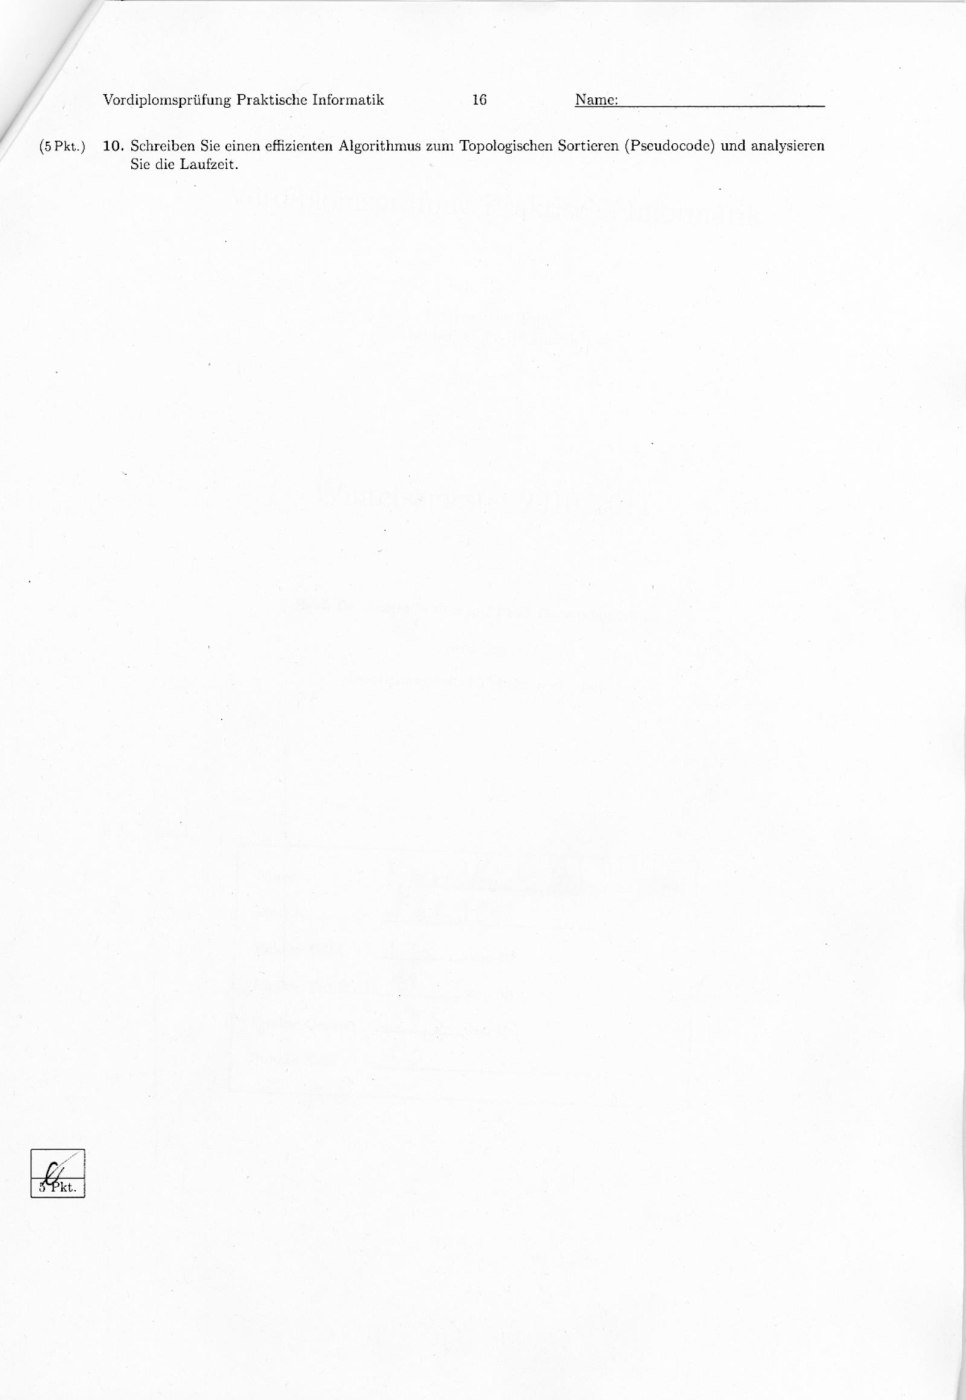 Vordiplomsprüfung Praktische Informatik 16 Name:
(5 Pkt.) 10. Schreiben Sie einen effizienten Algorithmus zum Topologischen Sortieren (Pseudocode) und analysieren
Sie die Laufzeit.
5 Pkt.